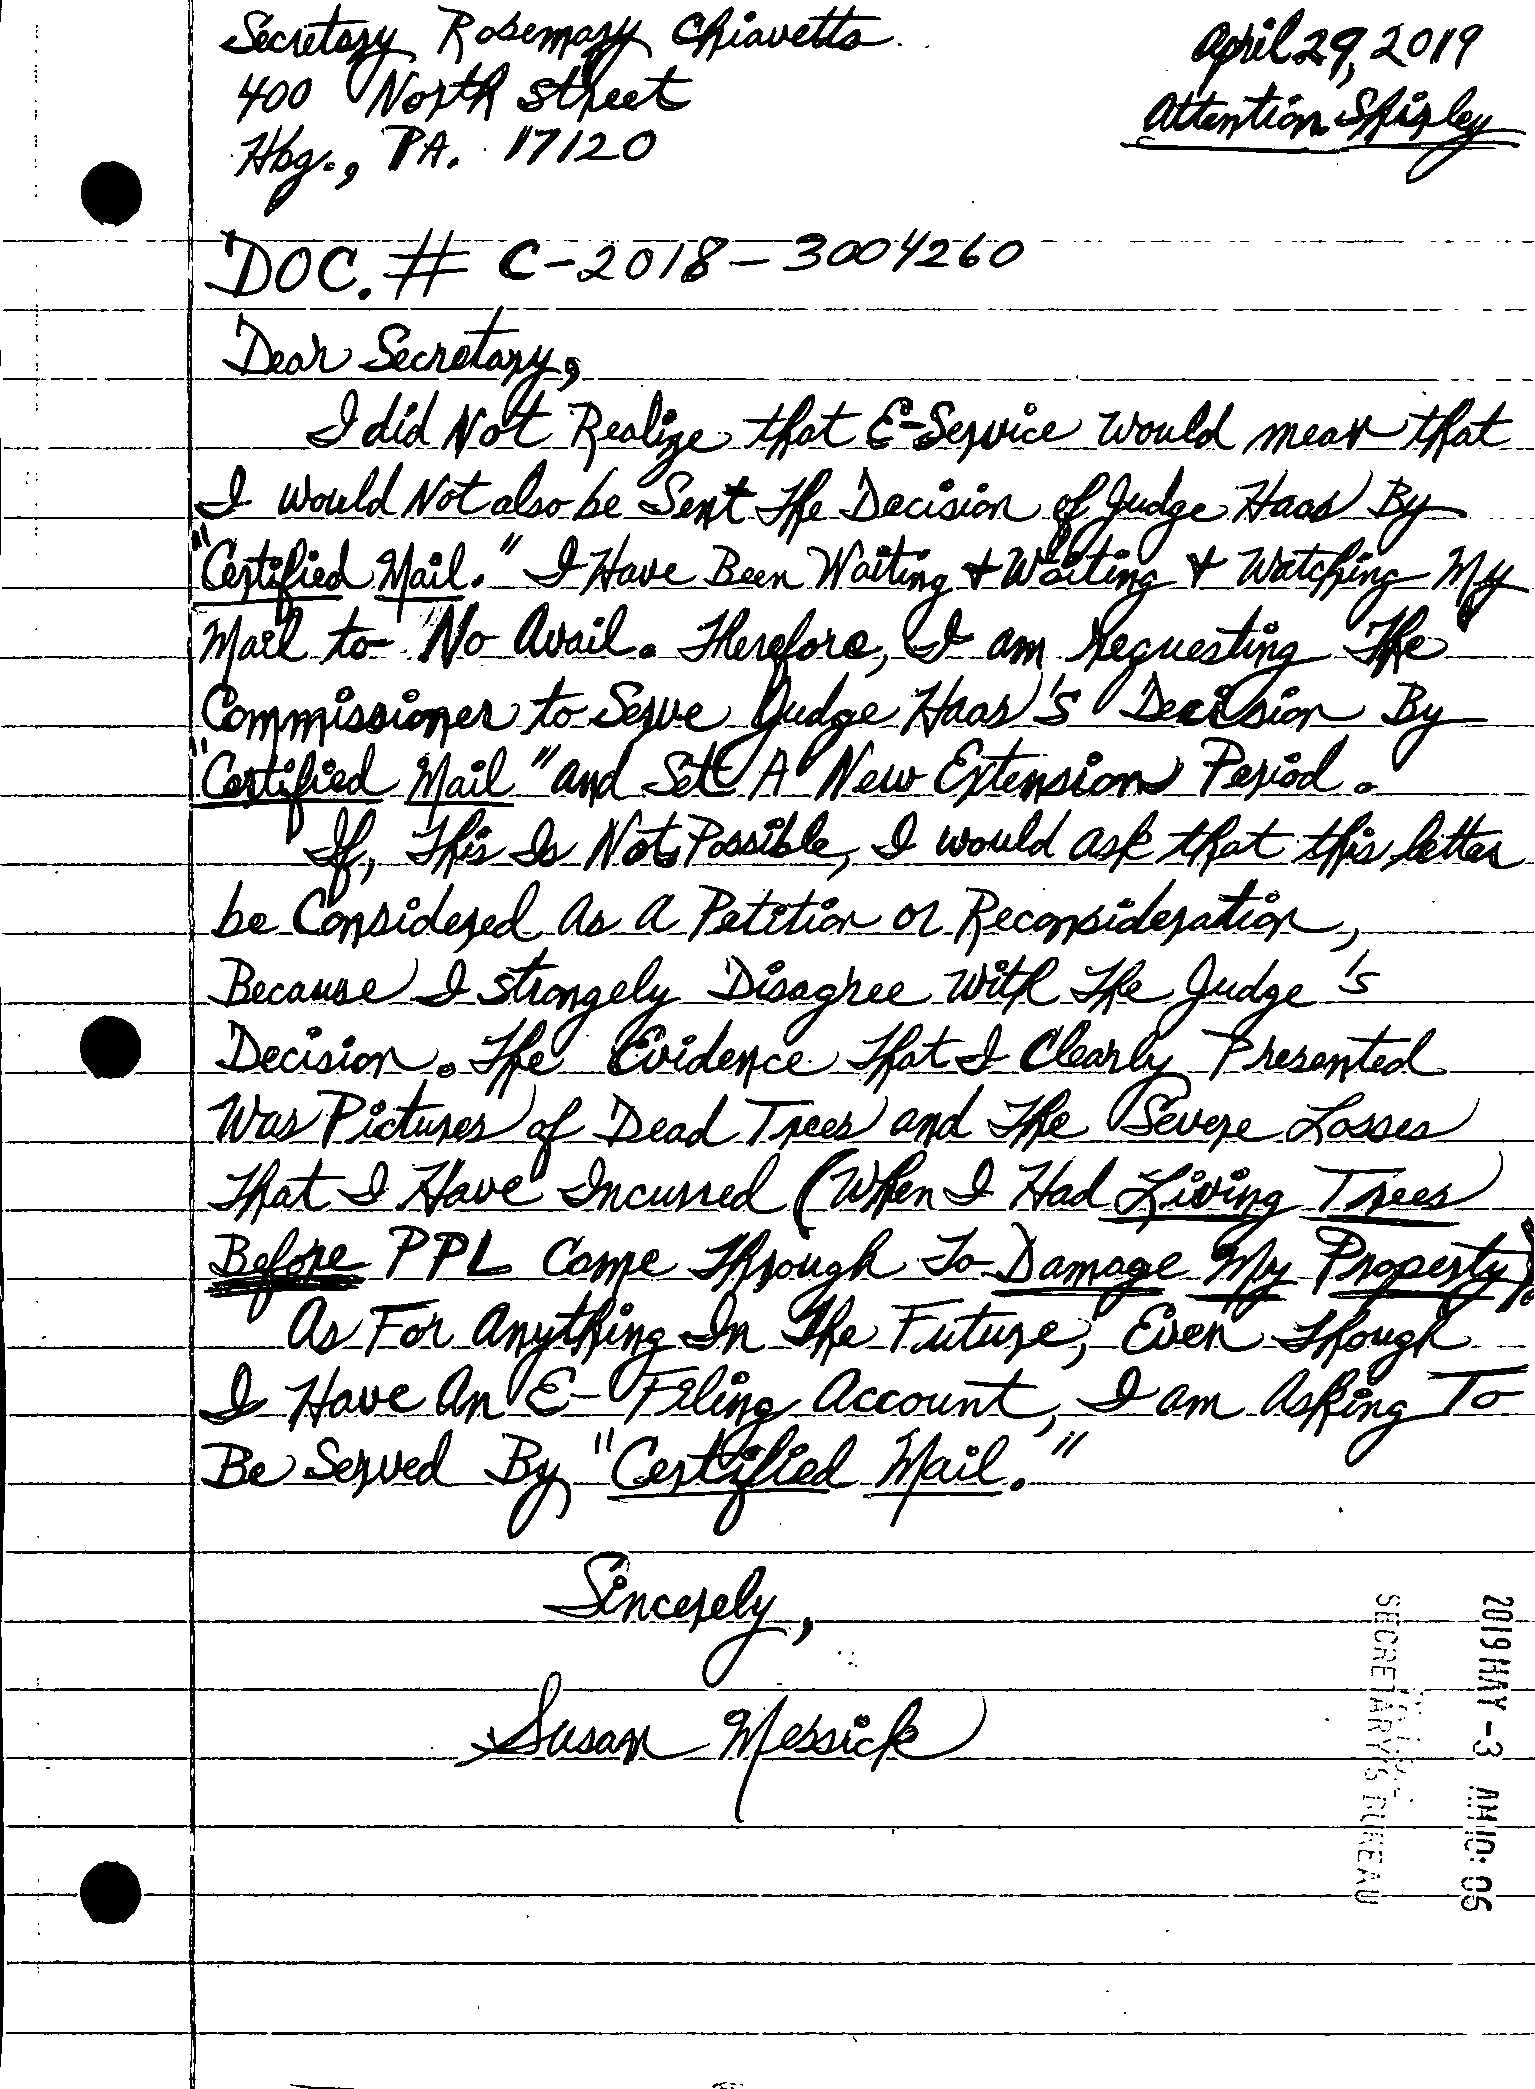 Secretary Rosemary Chiavetta
April 29, 2019
400 North Street
Attention Shirley
Hbg., PA. 17120
DOC. # C-2018-3004260
Dear Secretary,
I did Not Realize that E-Service would mean that
I would Not also be Sent The Decision of Judge Haas By
"Certified Mail." I Have Been Waiting & Waiting & Watching My
Mail to No Avail. Therefore, I am requesting The
Commissioner to Serve Judge Haas's Decision By
"Certified Mail" and Set A New Extension Period.
If, This Is Not Possible, I would ask that this letter
be Considered As A Petition or Reconsideration,
Because I strongely Disagree With The Judge's
Decision. The Evidence That I Clearly Presented
Was Pictures of Dead Trees and The Severe Losses
That I Have Incurred (When I Had Living Trees
Before PPL Came Through To Damage My Property).
As For Anything In The Future, Even Though
I Have An E-Filing Account, I am Asking To
Be Served By "Certified Mail."
Sincerely,
Susan Messick
2019 MAY -3 AM 10: 06
SECRETARY'S BUREAU